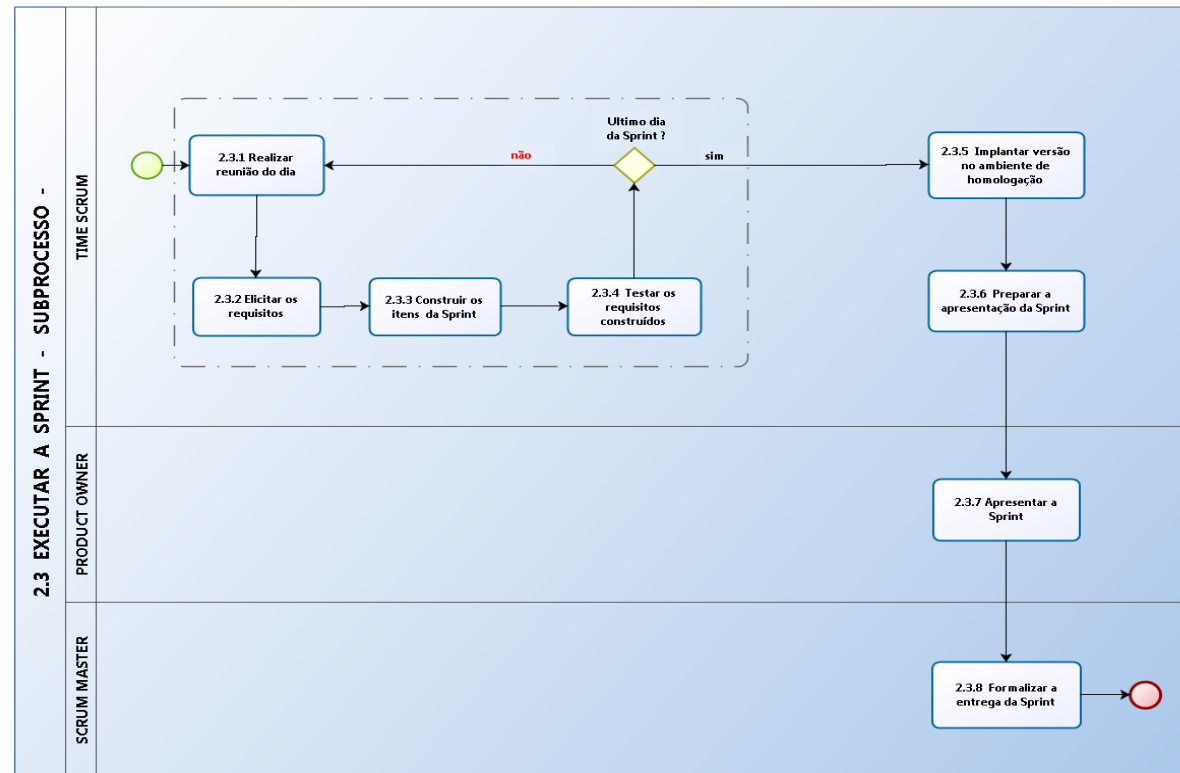 2.3 EXECUTAR A SPRINT - SUBPROCESSO -
TIME SCRUM
Ultimo dia
da Sprint ?
2.3.1 Realizar
reunião do dia
não
sim
2.3.5 Implantar versão
no ambiente de
homologação
2.3.2 Elicitar os
requisitos
2.3.3 Construir os
itens da Sprint
2.3.4 Testar os
requisitos
construídos
2.3.6 Preparar a
apresentação da Sprint
PRODUCT OWNER
2.3.7 Apresentar a
Sprint
SCRUM MASTER
2.3.8 Formalizar a
entrega da Sprint